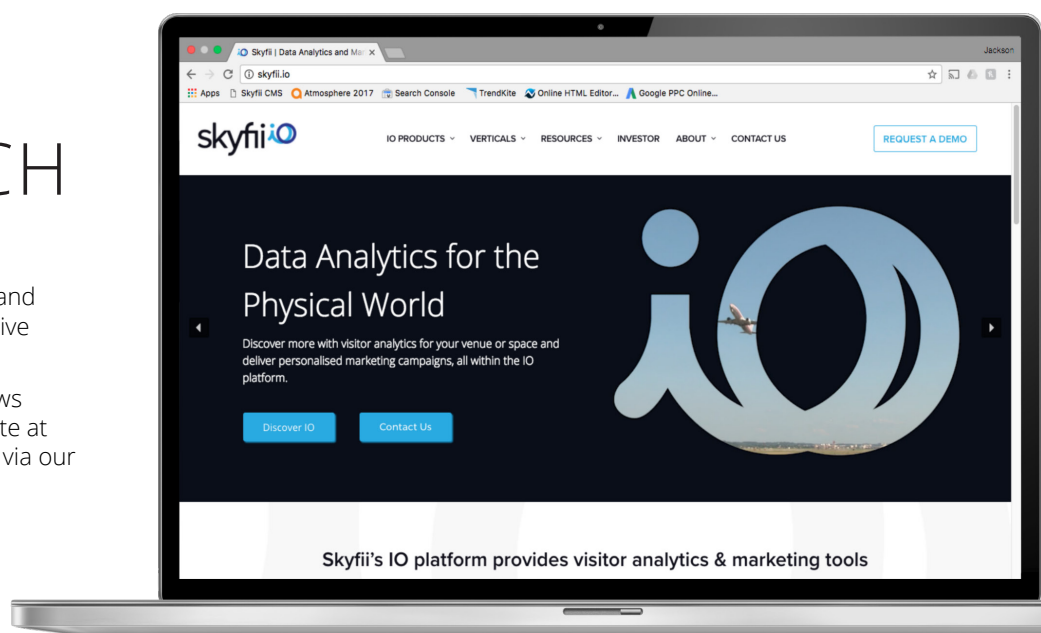 CH
and
ive
ws
te at
via our
Skyfii | Data Analytics and Mar
Jackson
skyfii.io
Apps Skyfii CMS Atmosphere 2017 Search Console TrendKite Online HTML Editor... Google PPC Online...
skyfii iO
IO PRODUCTS VERTICALS RESOURCES INVESTOR ABOUT CONTACT US
REQUEST A DEMO
Data Analytics for the
Physical World
Discover more with visitor analytics for your venue or space and
deliver personalised marketing campaigns, all within the IO
platform.
Discover IO Contact Us
iO
Skyfii's IO platform provides visitor analytics & marketing tools